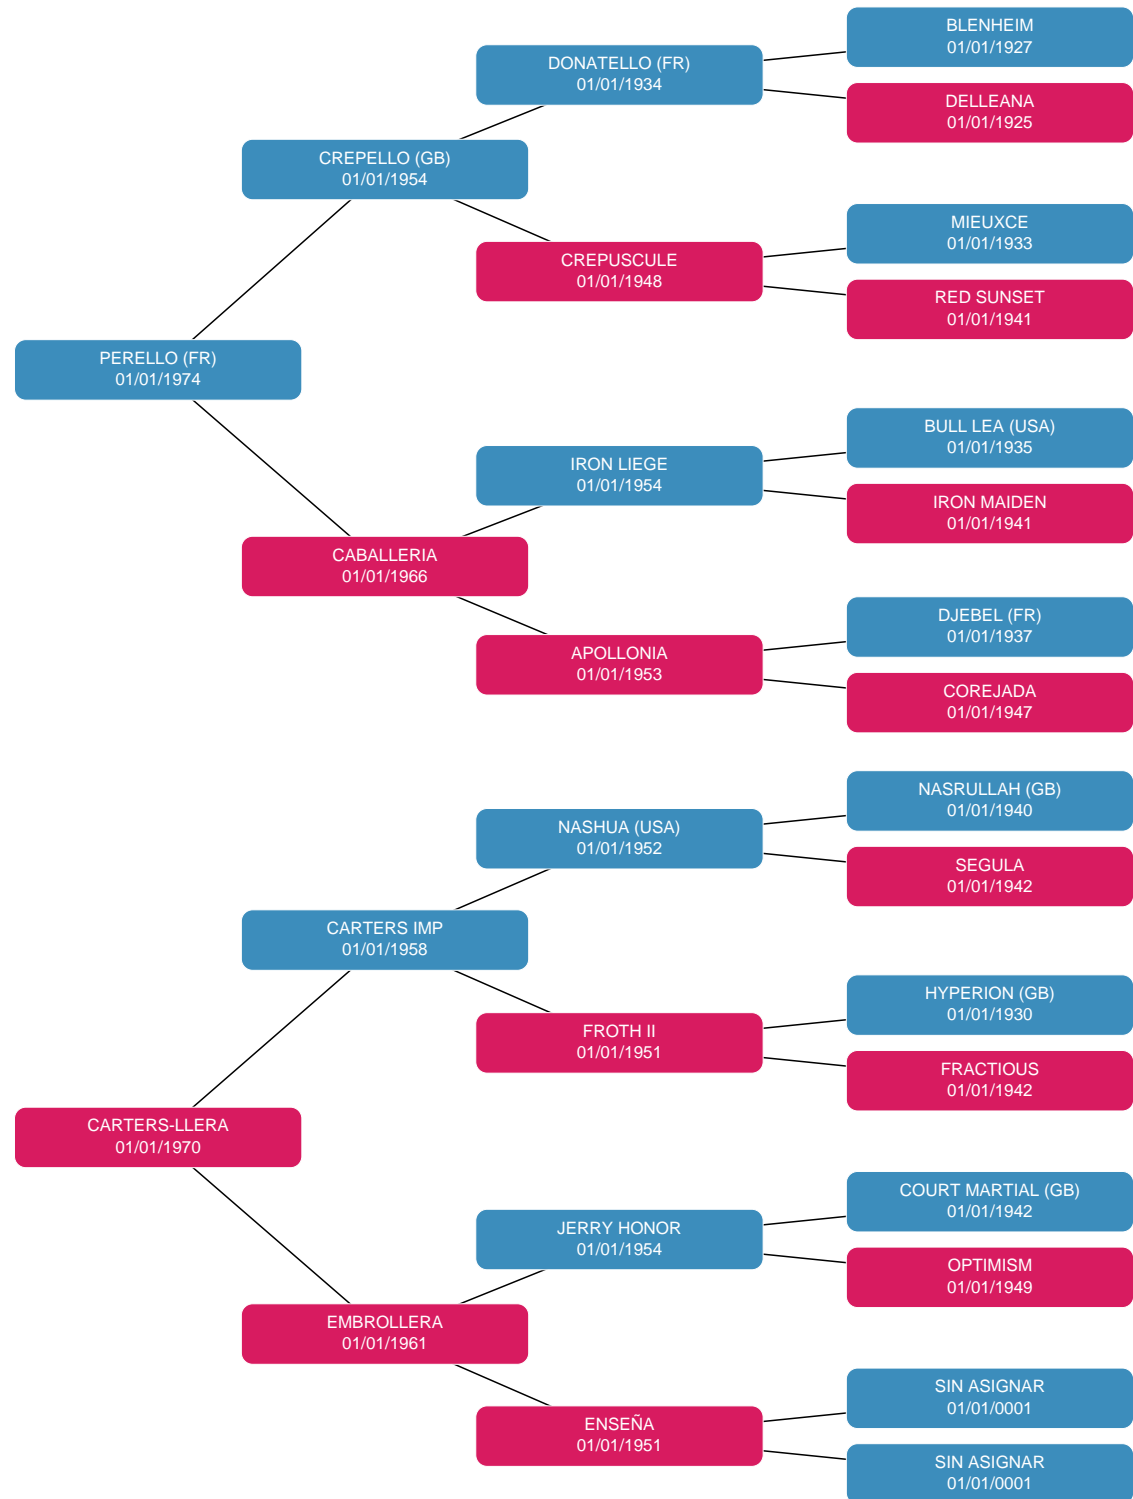 BLENHEIM
01/01/1927
DONATELLO (FR)
01/01/1934
DELLEANA
01/01/1925
CREPELLO (GB)
01/01/1954
MIEUXCE
01/01/1933
CREPUSCULE
01/01/1948
RED SUNSET
01/01/1941
PERELLO (FR)
01/01/1974
BULL LEA (USA)
01/01/1935
IRON LIEGE
01/01/1954
IRON MAIDEN
01/01/1941
CABALLERIA
01/01/1966
DJEBEL (FR)
01/01/1937
APOLLONIA
01/01/1953
COREJADA
01/01/1947
NASRULLAH (GB)
01/01/1940
NASHUA (USA)
01/01/1952
SEGULA
01/01/1942
CARTERS IMP
01/01/1958
HYPERION (GB)
01/01/1930
FROTH II
01/01/1951
FRACTIOUS
01/01/1942
CARTERS-LLERA
01/01/1970
COURT MARTIAL (GB)
01/01/1942
JERRY HONOR
01/01/1954
OPTIMISM
01/01/1949
EMBROLLERA
01/01/1961
SIN ASIGNAR
01/01/0001
ENSEÑA
01/01/1951
SIN ASIGNAR
01/01/0001